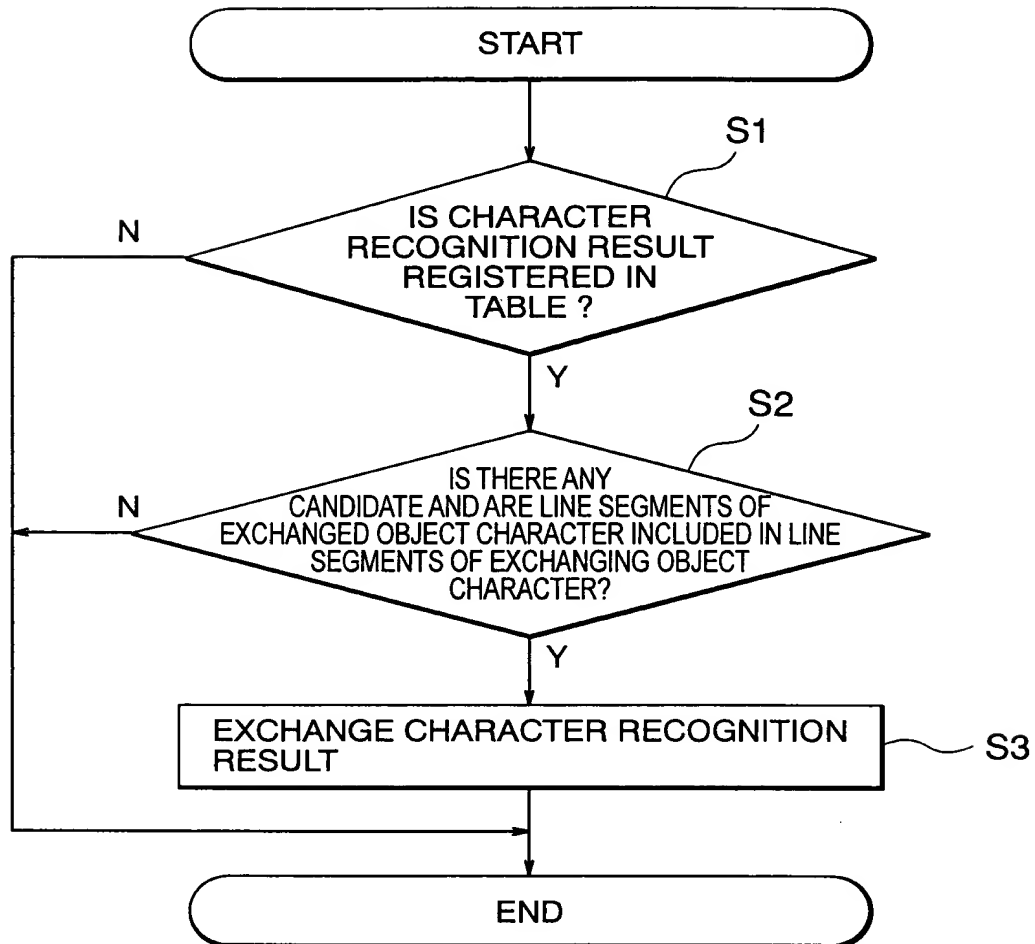 START
S1
N
IS CHARACTER
RECOGNITION RESULT
REGISTERED IN
TABLE ?
Y
S2
N
IS THERE ANY
CANDIDATE AND ARE LINE SEGMENTS OF
EXCHANGED OBJECT CHARACTER INCLUDED IN LINE
SEGMENTS OF EXCHANGING OBJECT
CHARACTER?
Y
EXCHANGE CHARACTER RECOGNITION
RESULT
S3
END